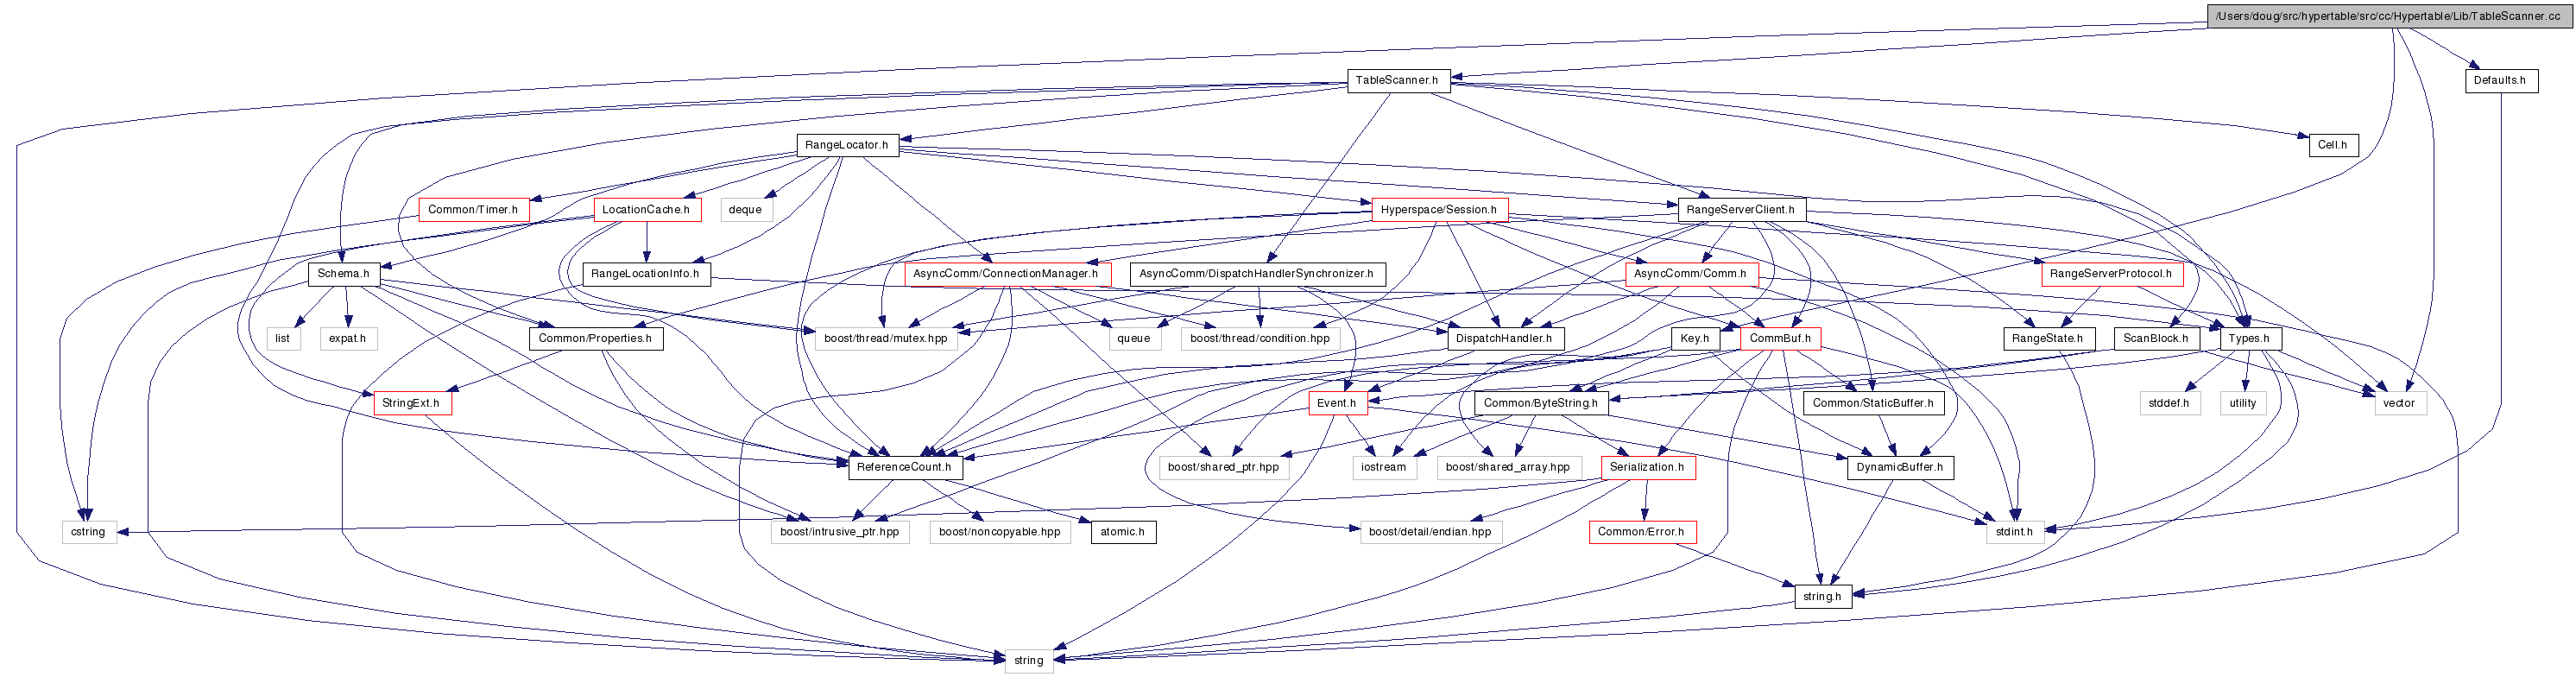 /Users/doug/src/hypertable/src/cc/Hypertable/Lib/TableScanner.cc
TableScanner.h
Defaults.h
RangeLocator.h
Cell.h
Common/Timer.h
LocationCache.h
deque
Hyperspace/Session.h
RangeServerClient.h
Schema.h
RangeLocationInfo.h
AsyncComm/ConnectionManager.h
AsyncComm/DispatchHandlerSynchronizer.h
AsyncComm/Comm.h
RangeServerProtocol.h
list
expat.h
Common/Properties.h
boost/thread/mutex.hpp
queue
boost/thread/condition.hpp
DispatchHandler.h
Key.h
CommBuf.h
RangeState.h
ScanBlock.h
Types.h
StringExt.h
Event.h
Common/ByteString.h
Common/StaticBuffer.h
stddef.h
utility
vector
ReferenceCount.h
boost/shared_ptr.hpp
iostream
boost/shared_array.hpp
Serialization.h
DynamicBuffer.h
cstring
boost/intrusive_ptr.hpp
boost/noncopyable.hpp
atomic.h
boost/detail/endian.hpp
Common/Error.h
stdint.h
string.h
string